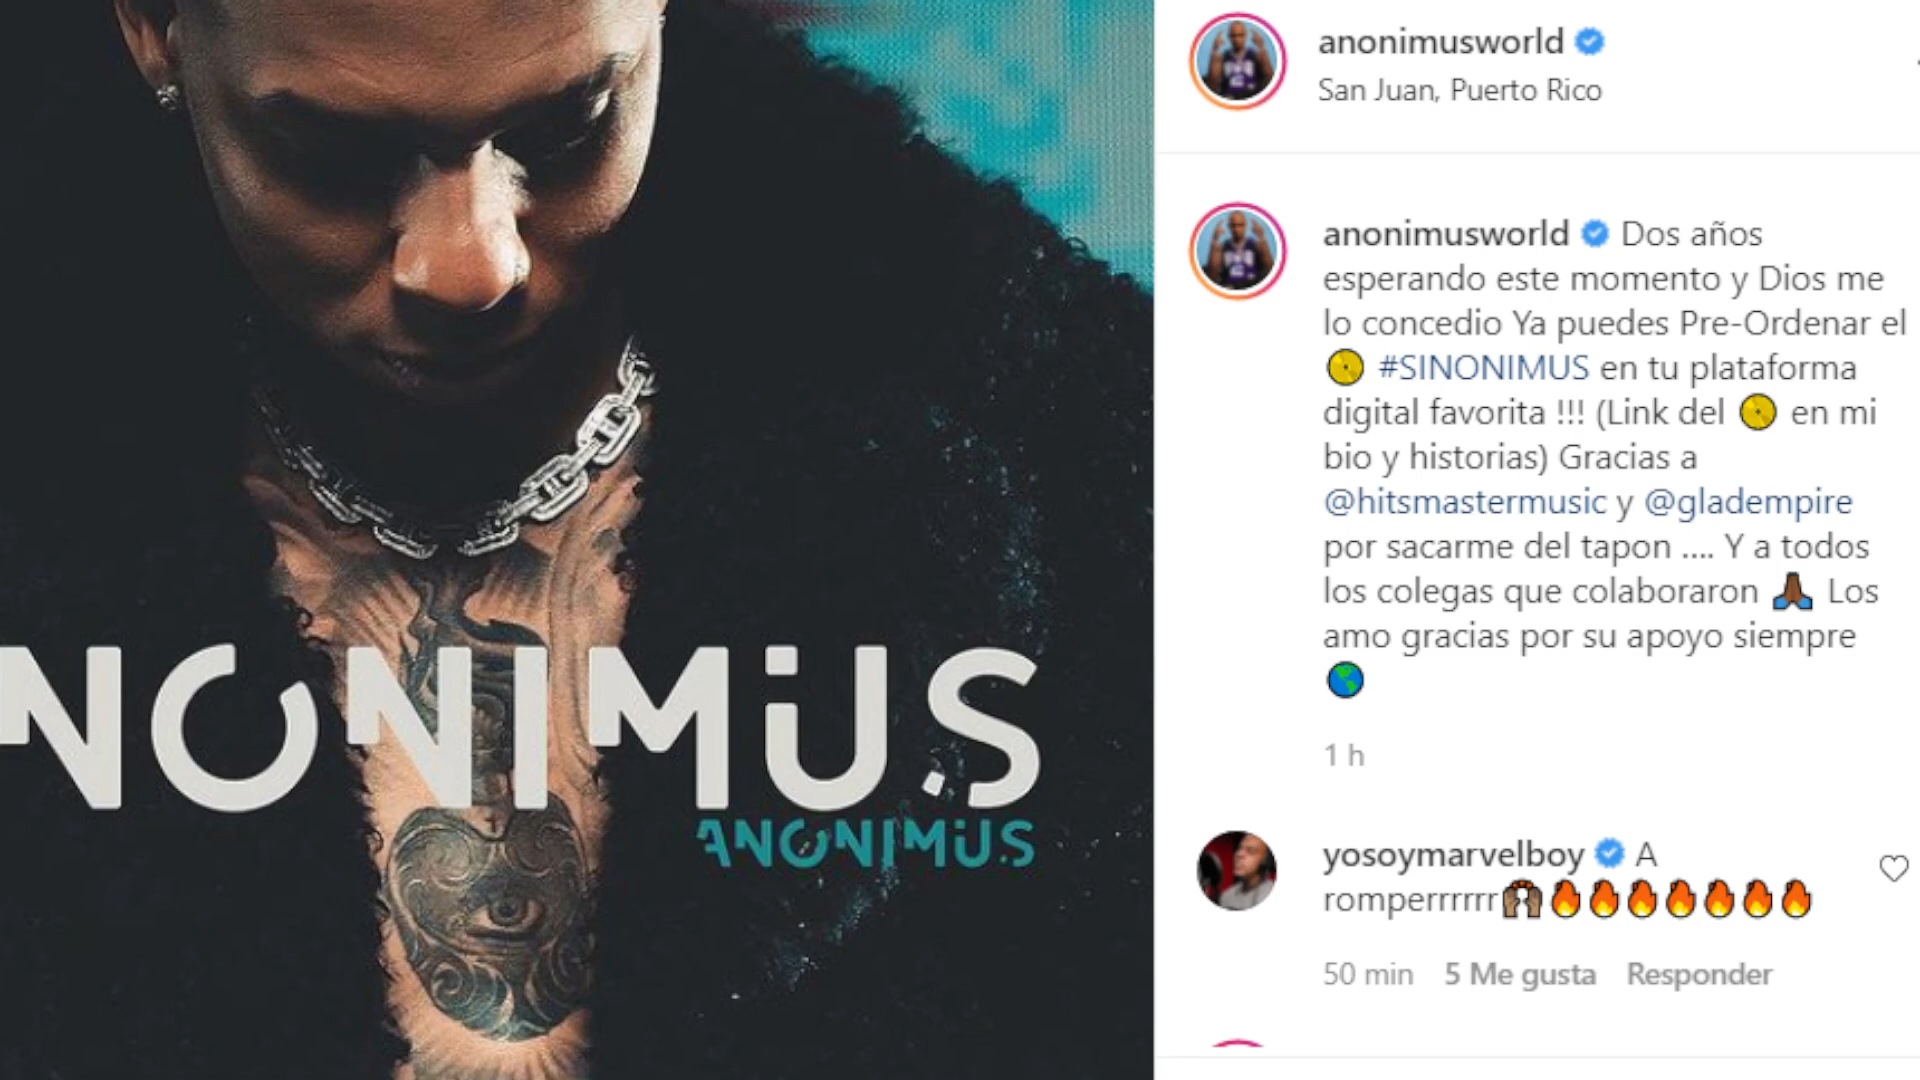 NONIMUS
ANONIMUS
anonimusworld
San Juan, Puerto Rico
anonimusworld Dos años
esperando este momento y Dios me
lo concedio Ya puedes Pre-Ordenar el
📀 #SINONIMUS en tu plataforma
digital favorita !!! (Link del 📀 en mi
bio y historias) Gracias a
@hitsmastermusic y @gladempire
por sacarme del tapon .... Y a todos
los colegas que colaboraron 🙏🏾 Los
amo gracias por su apoyo siempre
🌎
1 h
yosoymarvelboy A
romperrrrrr🙌🏽🔥🔥🔥🔥🔥🔥🔥
50 min 5 Me gusta Responder